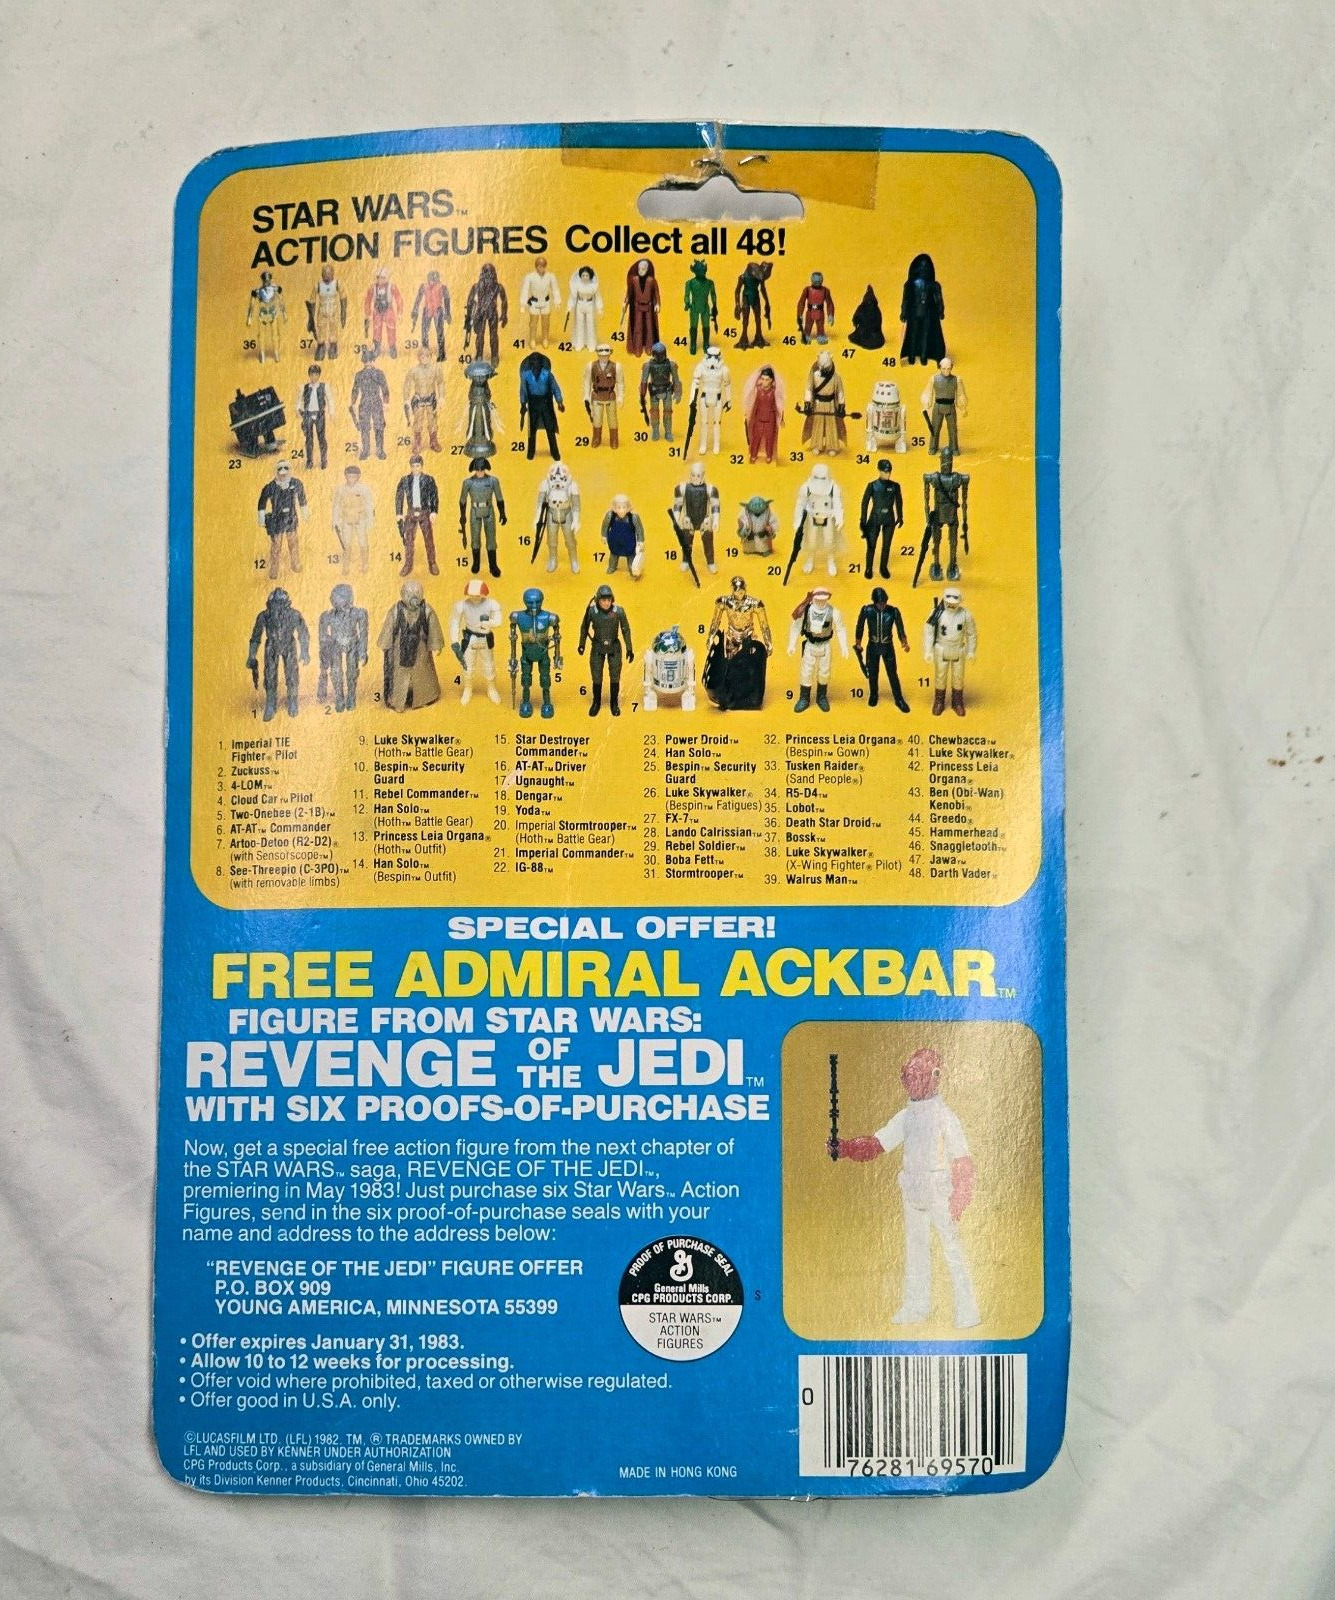 STAR WARS™
ACTION FIGURES Collect all 48!
36 37 38 39 40 41 42 43 44 45 46 47 48
23 24 25 26 27 28 29 30 31 32 33 34 35
12 13 14 15 16 17 18 19 20 21 22
1 2 3 4 5 6 7 8 9 10 11
1. Imperial TIE
Fighter® Pilot
2. Zuckuss™
3. 4-LOM™
4. Cloud Car™ Pilot
5. Two-Onebee (2-1B)™
6. AT-AT™ Commander
7. Artoo-Detoo (R2-D2)®
(with Sensorscope™)
8. See-Threepio (C-3PO)™
(with removable limbs)
9. Luke Skywalker®
(Hoth™ Battle Gear)
10. Bespin™ Security
Guard
11. Rebel Commander™
12. Han Solo™
(Hoth™ Battle Gear)
13. Princess Leia Organa®
(Hoth™ Outfit)
14. Han Solo™
(Bespin™ Outfit)
15. Star Destroyer
Commander™
16. AT-AT™ Driver
17. Ugnaught™
18. Dengar™
19. Yoda™
20. Imperial Stormtrooper™
(Hoth™ Battle Gear)
21. Imperial Commander™
22. IG-88™
23. Power Droid™
24. Han Solo™
25. Bespin™ Security
Guard
26. Luke Skywalker®
(Bespin™ Fatigues)
27. FX-7™
28. Lando Calrissian™
29. Rebel Soldier™
30. Boba Fett™
31. Stormtrooper™
32. Princess Leia Organa®
(Bespin™ Gown)
33. Tusken Raider®
(Sand People®)
34. R5-D4™
35. Lobot™
36. Death Star Droid™
37. Bossk™
38. Luke Skywalker®
(X-Wing Fighter® Pilot)
39. Walrus Man™
40. Chewbacca™
41. Luke Skywalker®
42. Princess Leia
Organa®
43. Ben (Obi-Wan)
Kenobi®
44. Greedo®
45. Hammerhead®
46. Snaggletooth™
47. Jawa™
48. Darth Vader®
SPECIAL OFFER!
FREE ADMIRAL ACKBAR™
FIGURE FROM STAR WARS:
REVENGE OF THE JEDI™
WITH SIX PROOFS-OF-PURCHASE
Now, get a special free action figure from the next chapter of
the STAR WARS™ saga, REVENGE OF THE JEDI™,
premiering in May 1983! Just purchase six Star Wars™ Action
Figures, send in the six proof-of-purchase seals with your
name and address to the address below:
"REVENGE OF THE JEDI" FIGURE OFFER
P.O. BOX 909
YOUNG AMERICA, MINNESOTA 55399
• Offer expires January 31, 1983.
• Allow 10 to 12 weeks for processing.
• Offer void where prohibited, taxed or otherwise regulated.
• Offer good in U.S.A. only.
PROOF OF PURCHASE SEAL
G
General Mills
CPG PRODUCTS CORP.
STAR WARS™
ACTION
FIGURES
S
©LUCASFILM LTD. (LFL) 1982. TM, ® TRADEMARKS OWNED BY
LFL AND USED BY KENNER UNDER AUTHORIZATION
CPG Products Corp., a subsidiary of General Mills, Inc.
by its Division Kenner Products, Cincinnati, Ohio 45202.
MADE IN HONG KONG
0 76281 69570